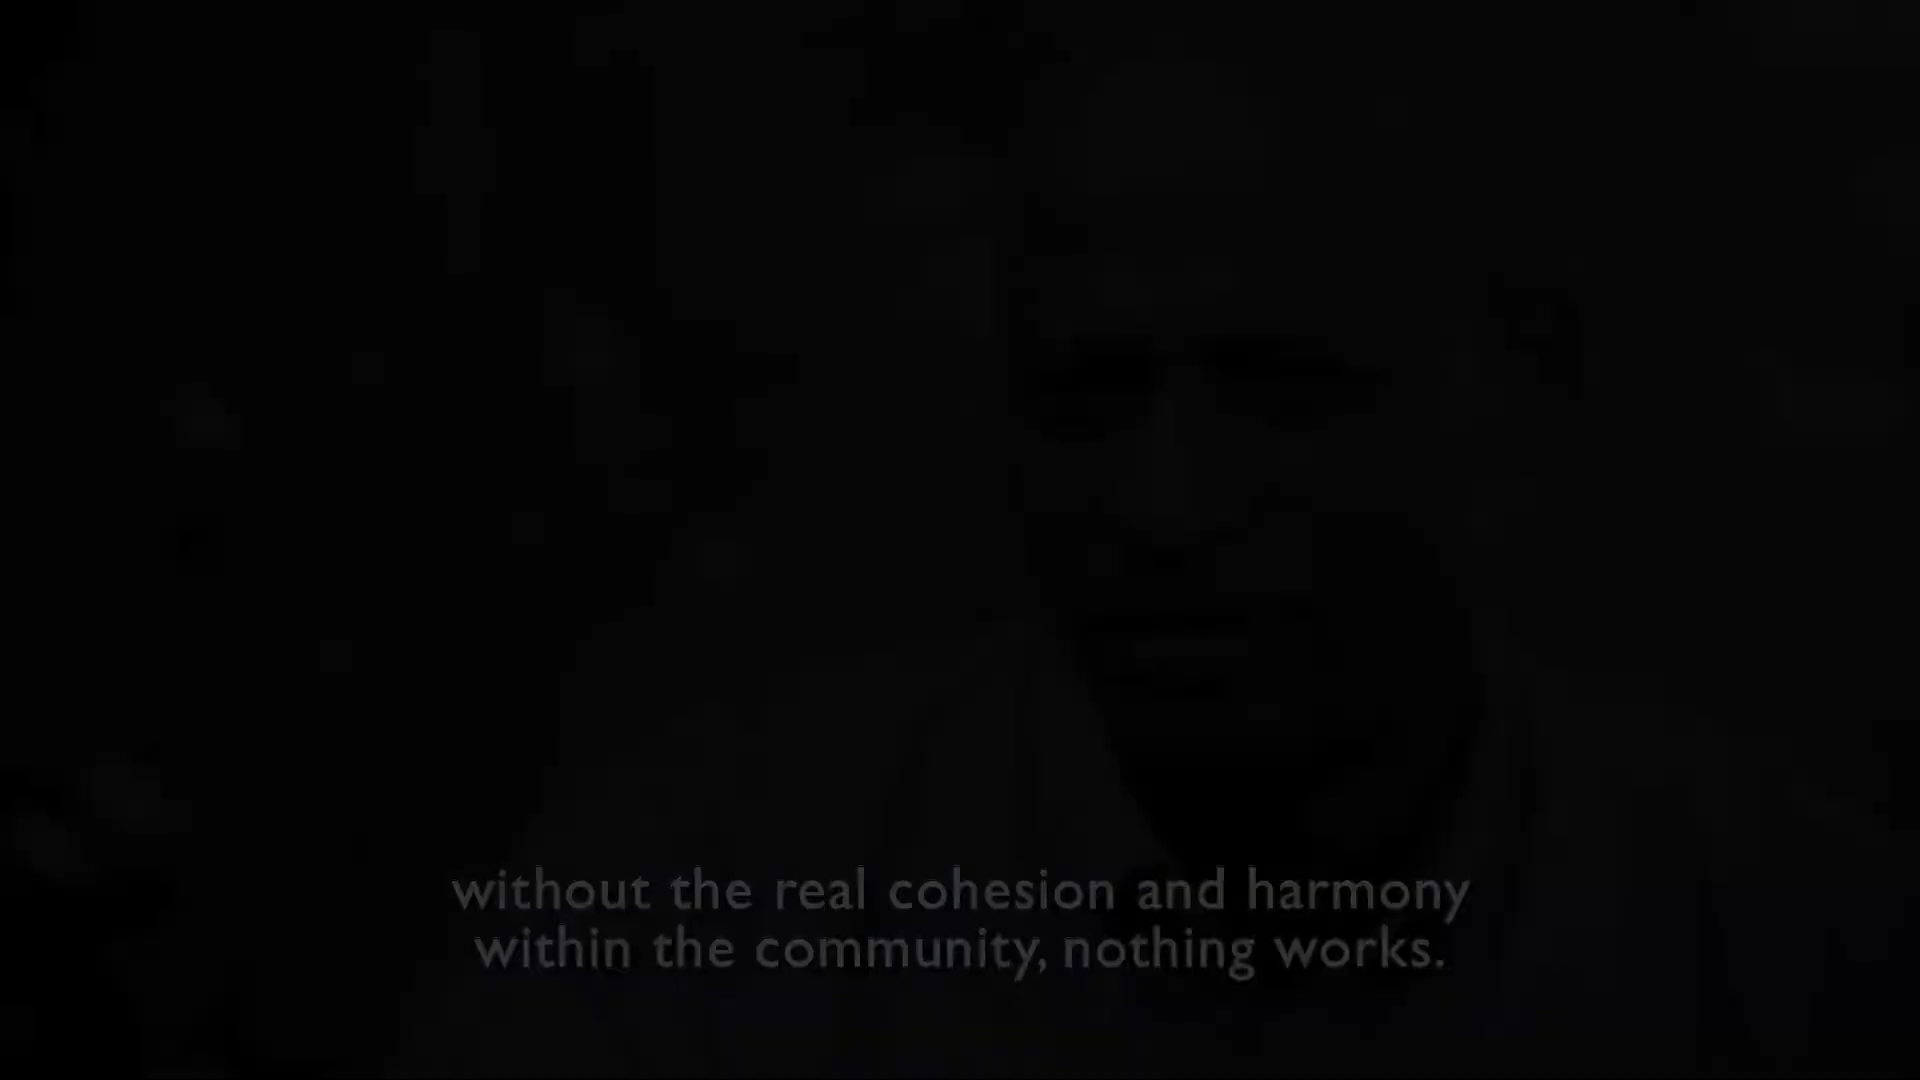 without the real cohesion and harmony
within the community, nothing works.